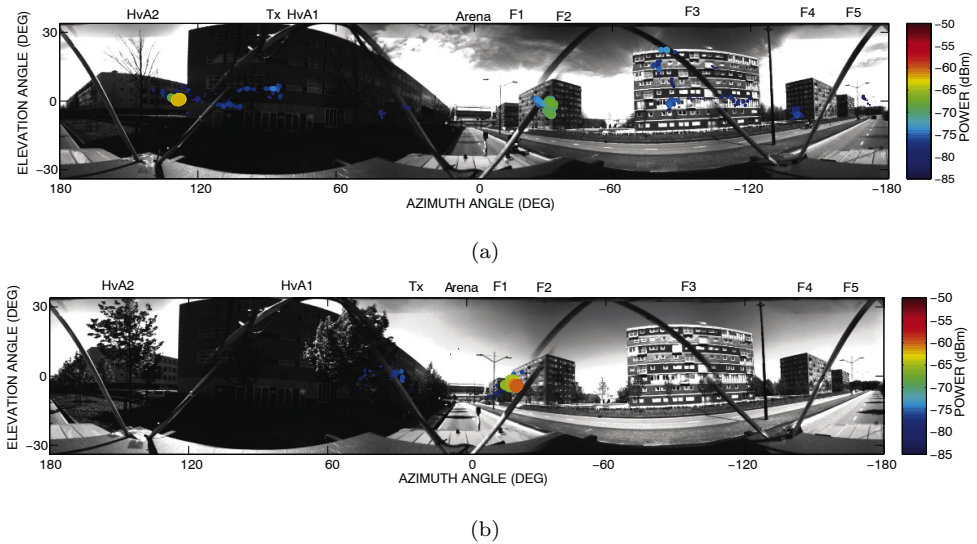 HvA2 Tx HvA1 Arena F1 F2 F3 F4 F5
30
0
−30
ELEVATION ANGLE (DEG)
180 120 60 0 −60 −120 −180
AZIMUTH ANGLE (DEG)
−50
−55
−60
−65
−70
−75
−80
−85
POWER (dBm)
(a)
HvA2 HvA1 Tx Arena F1 F2 F3 F4 F5
30
0
−30
ELEVATION ANGLE (DEG)
180 120 60 0 −60 −120 −180
AZIMUTH ANGLE (DEG)
−50
−55
−60
−65
−70
−75
−80
−85
POWER (dBm)
(b)